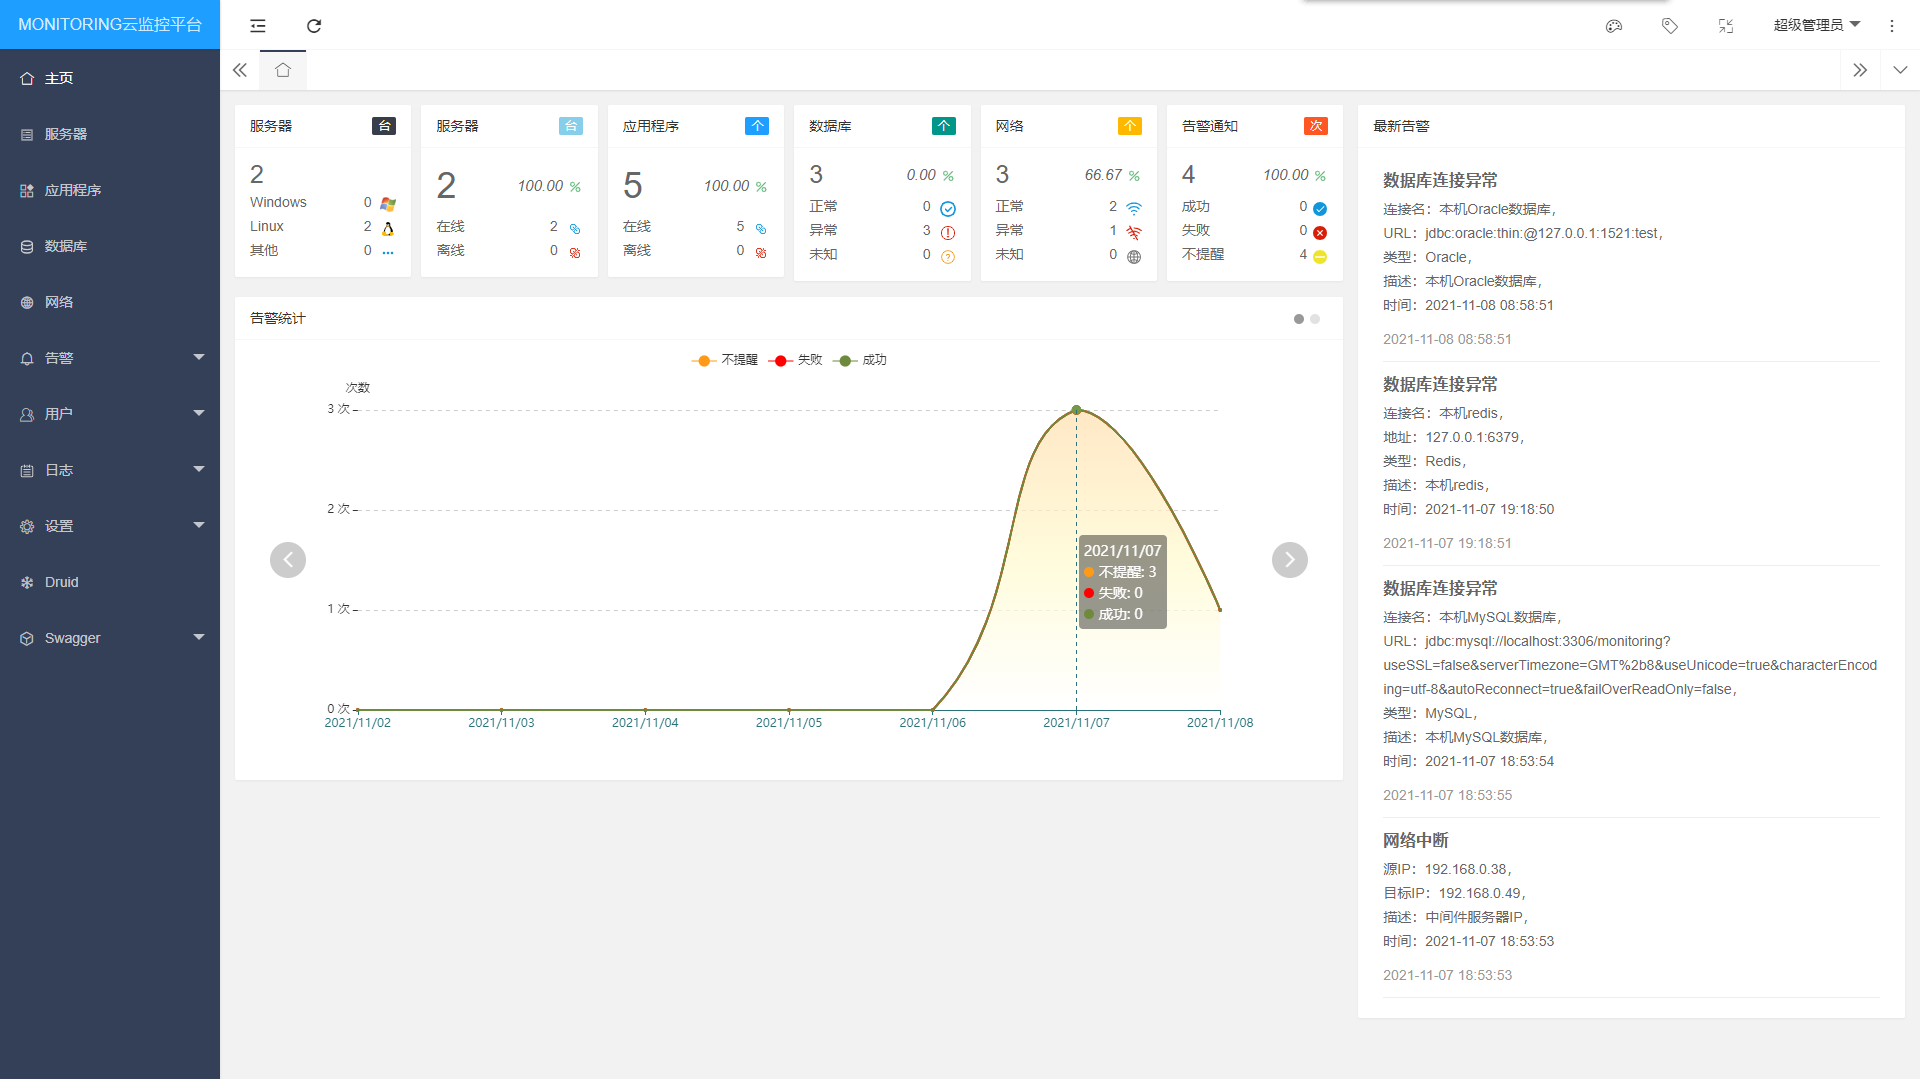 MONITORING云监控平台
超级管理员
主页
服务器
应用程序
数据库
网络
告警
用户
日志
设置
Druid
Swagger
服务器 台
2
Windows 0
Linux 2
其他 0
服务器 台
2 100.00 %
在线 2
离线 0
应用程序 个
5 100.00 %
在线 5
离线 0
数据库 个
3 0.00 %
正常 0
异常 3
未知 0
网络 个
3 66.67 %
正常 2
异常 1
未知 0
告警通知 次
4 100.00 %
成功 0
失败 0
不提醒 4
告警统计
不提醒 失败 成功
次数
3 次
2 次
1 次
0 次
2021/11/02 2021/11/03 2021/11/04 2021/11/05 2021/11/06 2021/11/07 2021/11/08
2021/11/07
不提醒: 3
失败: 0
成功: 0
最新告警
数据库连接异常
连接名：本机Oracle数据库，
URL：jdbc:oracle:thin:@127.0.0.1:1521:test，
类型：Oracle，
描述：本机Oracle数据库，
时间：2021-11-08 08:58:51
2021-11-08 08:58:51
数据库连接异常
连接名：本机redis，
地址：127.0.0.1:6379，
类型：Redis，
描述：本机redis，
时间：2021-11-07 19:18:50
2021-11-07 19:18:51
数据库连接异常
连接名：本机MySQL数据库，
URL：jdbc:mysql://localhost:3306/monitoring?
useSSL=false&serverTimezone=GMT%2b8&useUnicode=true&characterEncod
ing=utf-8&autoReconnect=true&failOverReadOnly=false，
类型：MySQL，
描述：本机MySQL数据库，
时间：2021-11-07 18:53:54
2021-11-07 18:53:55
网络中断
源IP：192.168.0.38，
目标IP：192.168.0.49，
描述：中间件服务器IP，
时间：2021-11-07 18:53:53
2021-11-07 18:53:53